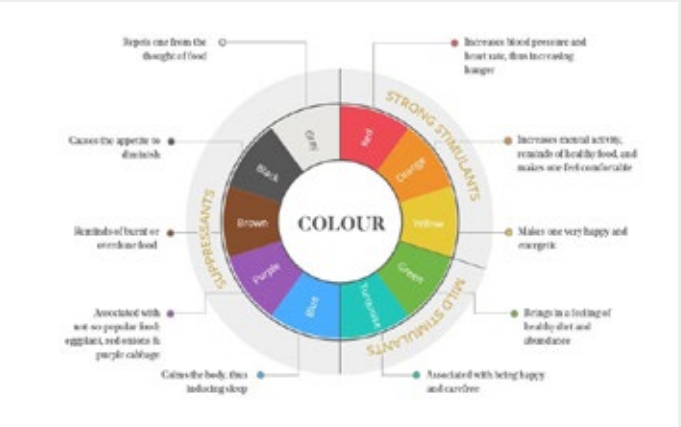 Repels one from the
thought of food
Increases blood pressure and
heart rate, thus increasing
hunger
STRONG STIMULANTS
Causes the appetite to
diminish
Increases mental activity,
reminds of healthy food, and
makes one feel comfortable
Grey
Red
Black
Orange
SUPPRESSANTS
Reminds of burnt or
overdone food
Brown
COLOUR
Yellow
Makes one very happy and
energetic
Purple
Green
Blue
Turquoise
MILD STIMULANTS
Associated with
not so popular food;
eggplant, red onions &
purple cabbage
Brings in a feeling of
healthy diet and
abundance
Calms the body, thus
inducing sleep
Associated with being happy
and carefree